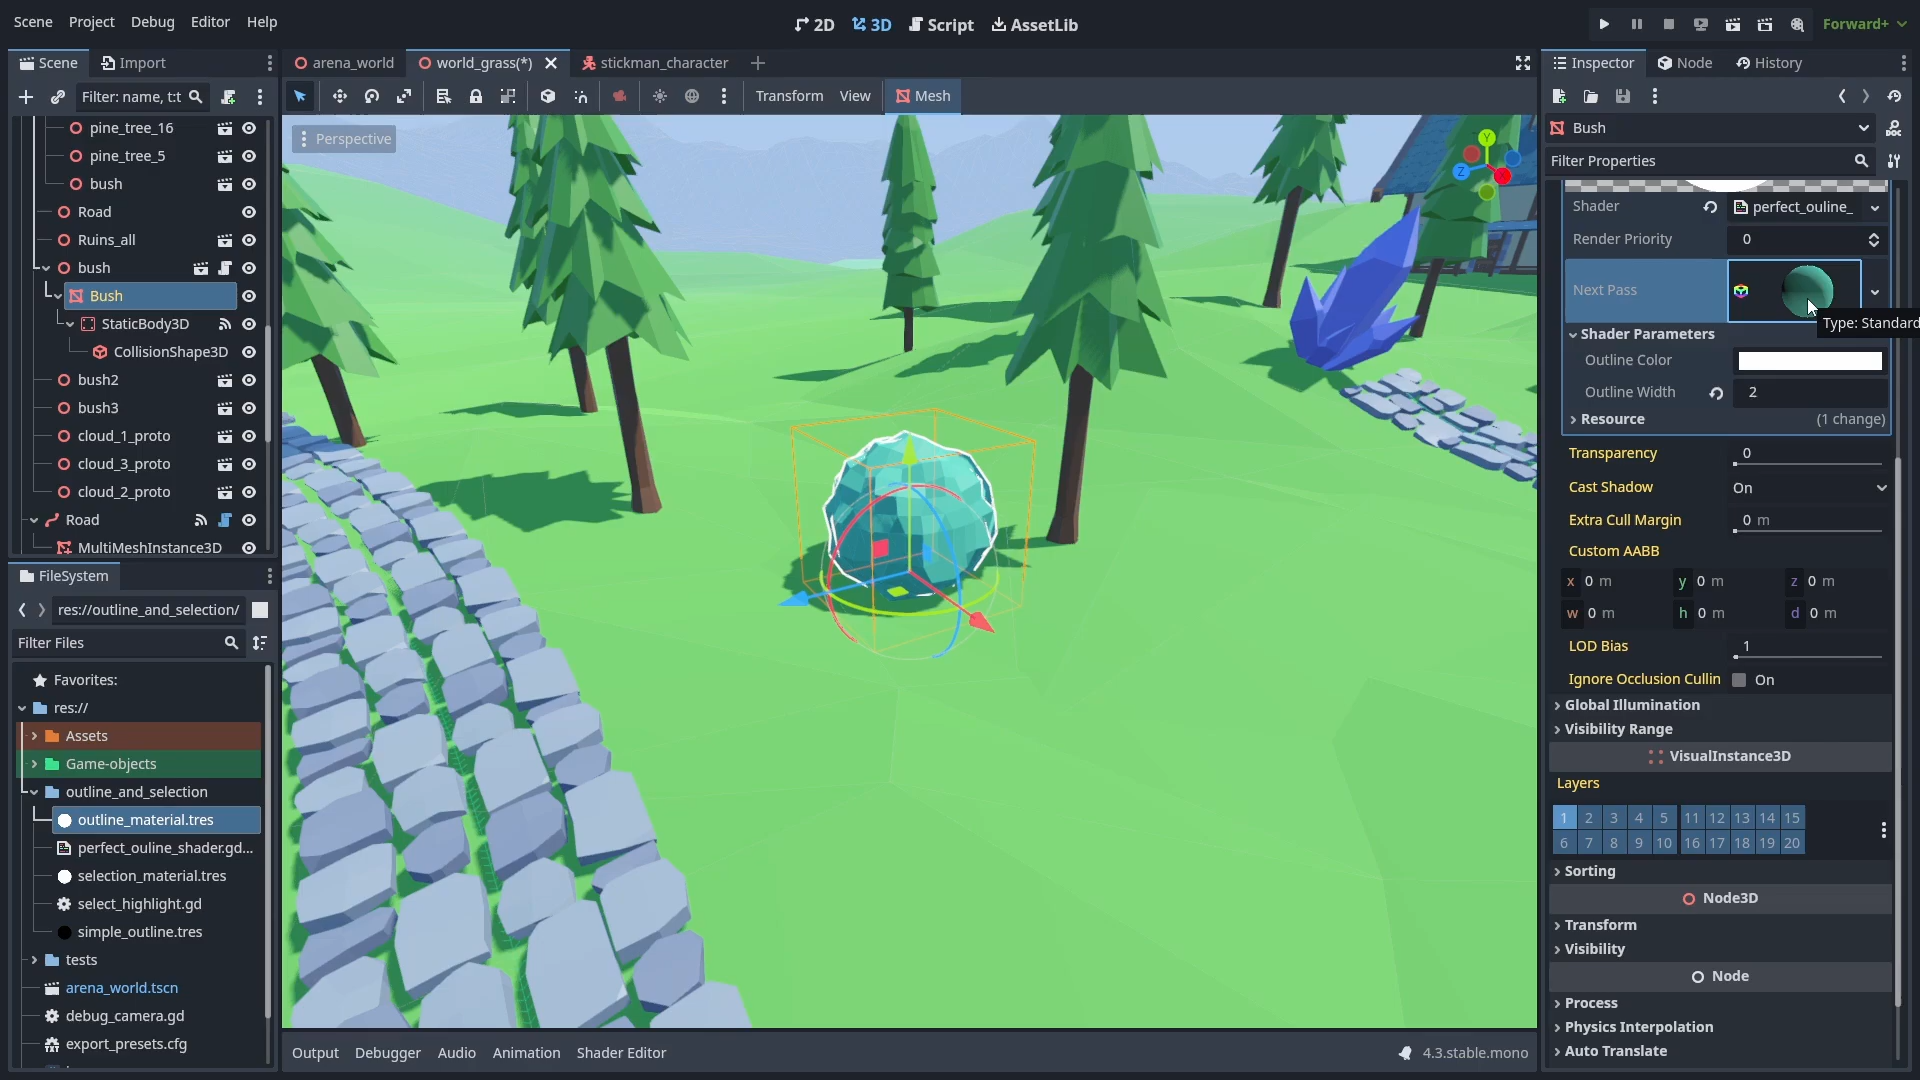 Scene Project Debug Editor Help
2D 3D Script AssetLib
Forward+
Scene Import
Filter: name, t:t
pine_tree_16
pine_tree_5
bush
Road
Ruins_all
bush
Bush
StaticBody3D
CollisionShape3D
bush2
bush3
cloud_1_proto
cloud_3_proto
cloud_2_proto
Road
MultiMeshInstance3D
FileSystem
res://outline_and_selection/
Filter Files
Favorites:
res://
Assets
Game-objects
outline_and_selection
outline_material.tres
perfect_ouline_shader.gd...
selection_material.tres
select_highlight.gd
simple_outline.tres
tests
arena_world.tscn
debug_camera.gd
export_presets.cfg
arena_world world_grass(*) stickman_character
Transform View Mesh
Perspective
Y
Z
X
Output Debugger Audio Animation Shader Editor 4.3.stable.mono
Inspector Node History
Bush
DOC
Filter Properties
Shader perfect_ouline_
Render Priority 0
Next Pass
Type: Standard
Shader Parameters
Outline Color
Outline Width 2
Resource (1 change)
Transparency 0
Cast Shadow On
Extra Cull Margin 0 m
Custom AABB
x 0 m y 0 m z 0 m
w 0 m h 0 m d 0 m
LOD Bias 1
Ignore Occlusion Cullin On
Global Illumination
Visibility Range
VisualInstance3D
Layers
1 2 3 4 5 11 12 13 14 15
6 7 8 9 10 16 17 18 19 20
Sorting
Node3D
Transform
Visibility
Node
Process
Physics Interpolation
Auto Translate